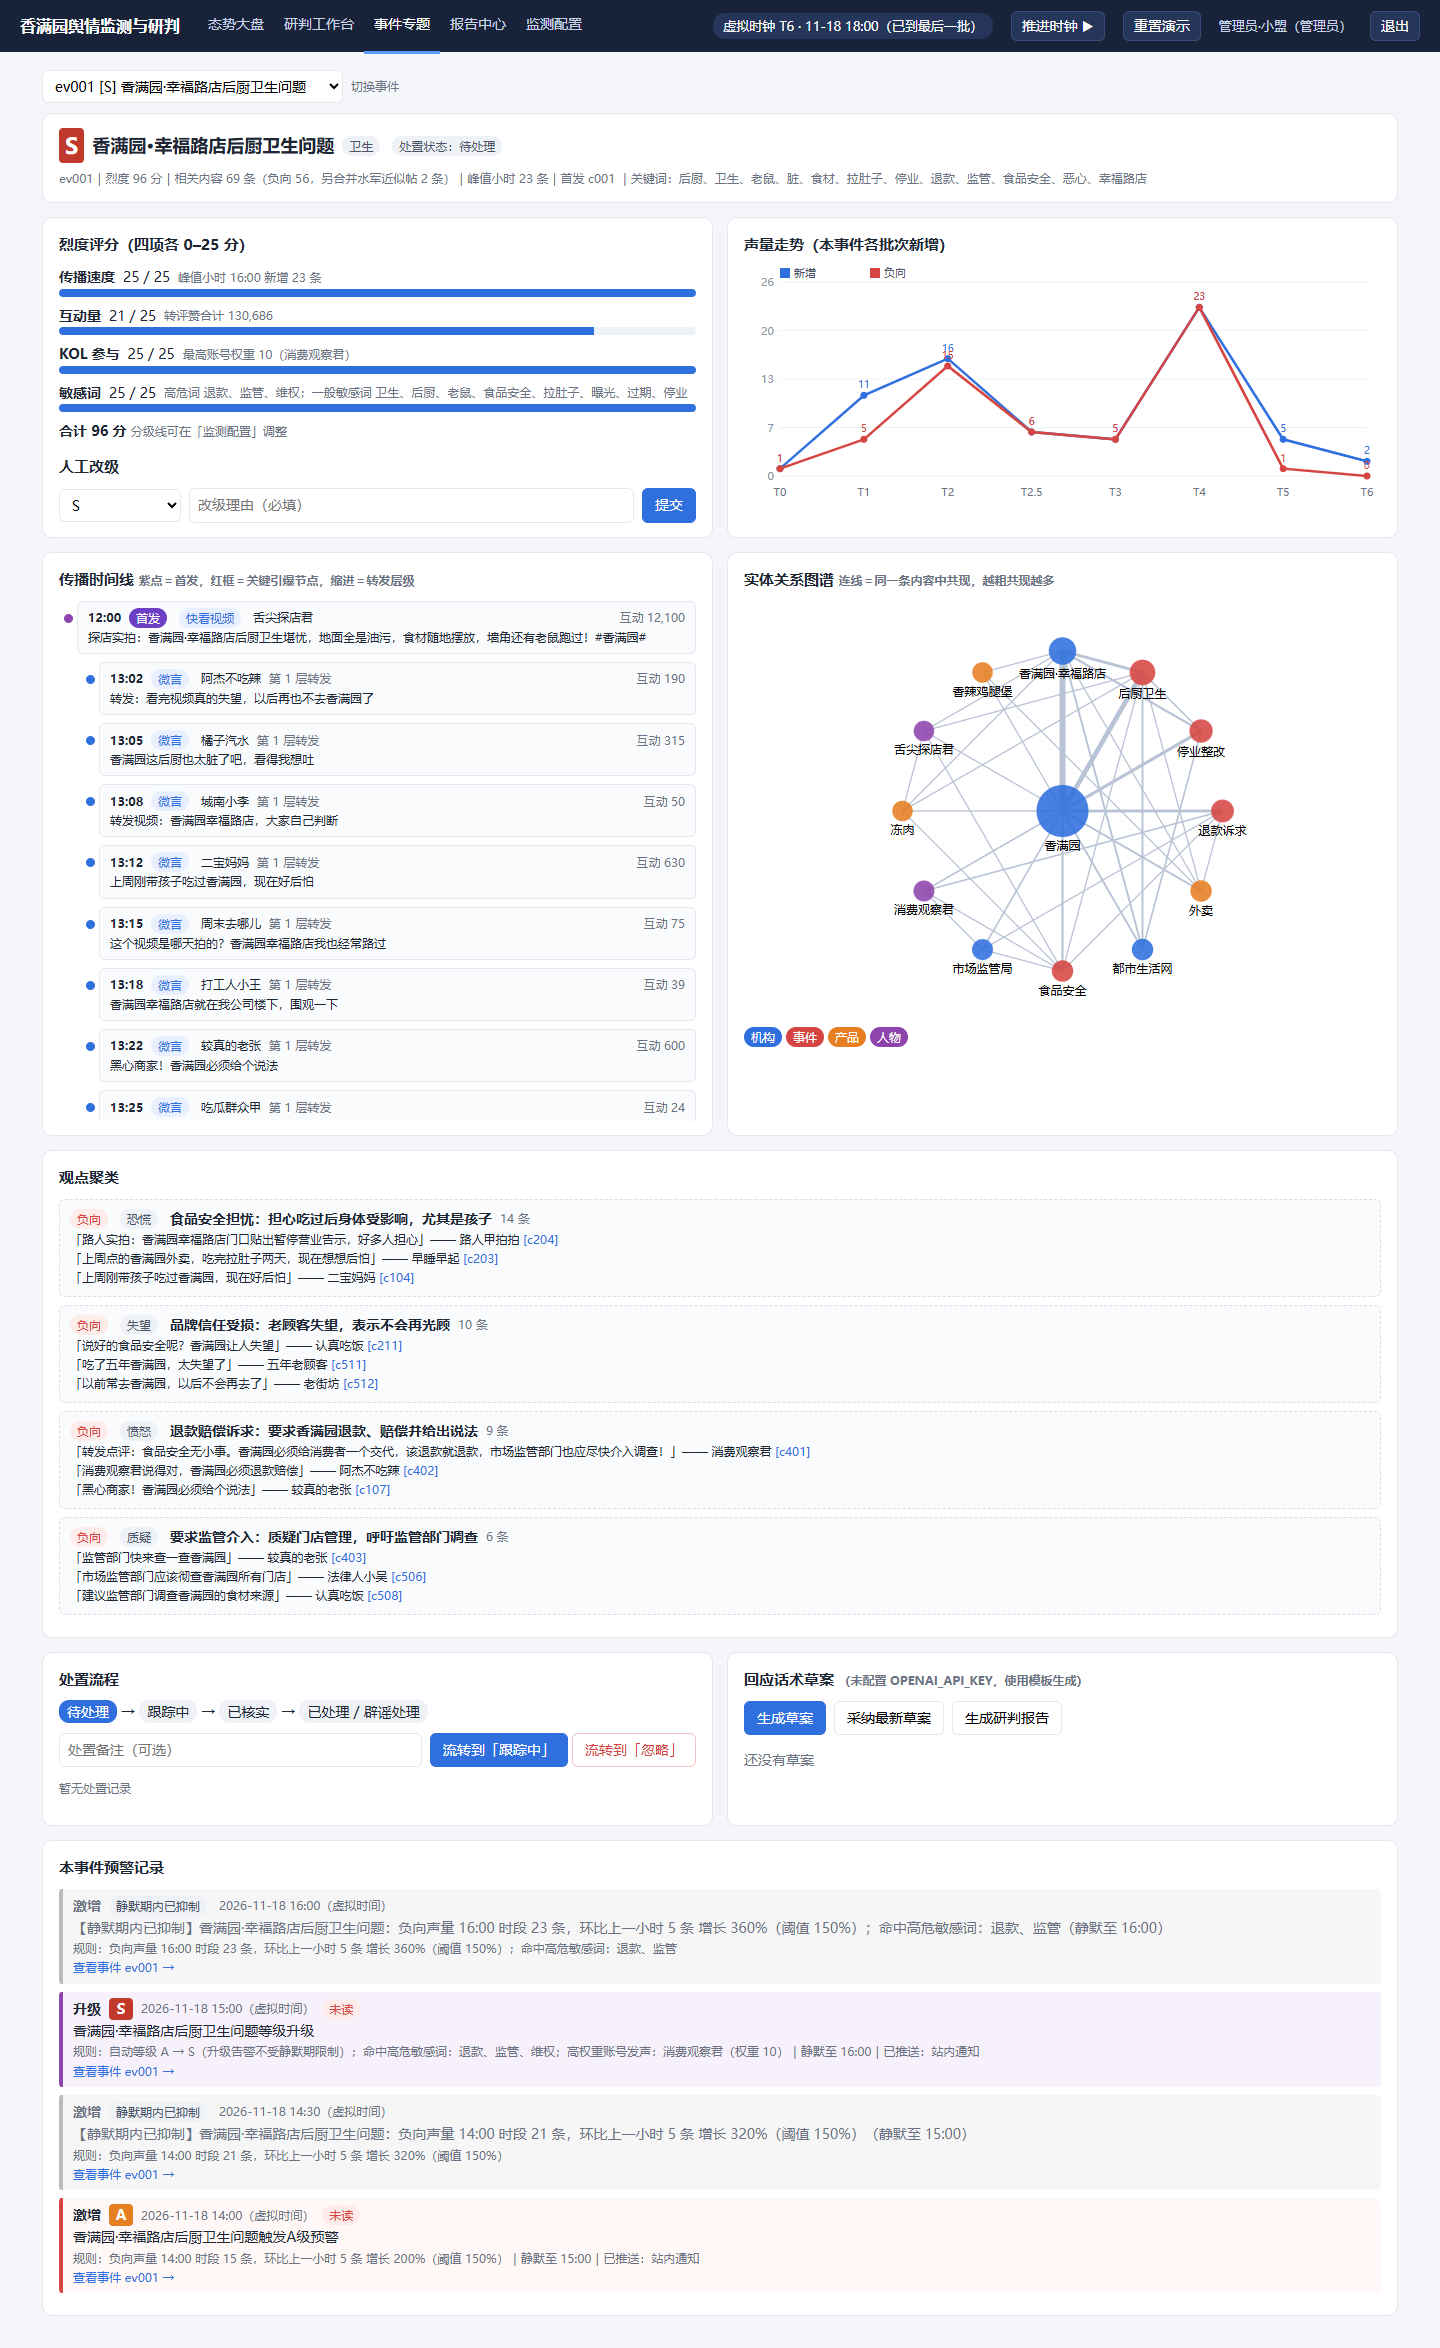 香满园舆情监测与研判 态势大盘 研判工作台 事件专题 报告中心 监测配置 虚拟时钟 T6 · 11-18 18:00（已到最后一批） 推进时钟 ▶ 重置演示 管理员·小盟（管理员） 退出
ev001 [S] 香满园·幸福路店后厨卫生问题 切换事件
S 香满园·幸福路店后厨卫生问题 卫生 处置状态：待处理
ev001 | 烈度 96 分 | 相关内容 69 条（负向 56，另合并水军近似帖 2 条） | 峰值小时 23 条 | 首发 c001 | 关键词：后厨、卫生、老鼠、脏、食材、拉肚子、停业、退款、监管、食品安全、恶心、幸福路店
烈度评分（四项各 0–25 分）
传播速度 25 / 25 峰值小时 16:00 新增 23 条
互动量 21 / 25 转评赞合计 130,686
KOL 参与 25 / 25 最高账号权重 10（消费观察君）
敏感词 25 / 25 高危词 退款、监管、维权；一般敏感词 卫生、后厨、老鼠、食品安全、拉肚子、曝光、过期、停业
合计 96 分 分级线可在「监测配置」调整
人工改级
S 改级理由（必填） 提交
声量走势（本事件各批次新增）
新增 负向
26
20
13
7
0
1
11
5
16
15
6
5
23
5
1
2
0
T0 T1 T2 T2.5 T3 T4 T5 T6
传播时间线 紫点＝首发，红框＝关键引爆节点，缩进＝转发层级
12:00 首发 快看视频 舌尖探店君 互动 12,100
探店实拍：香满园·幸福路店后厨卫生堪忧，地面全是油污，食材随地摆放，墙角还有老鼠跑过！#香满园#
13:02 微言 阿杰不吃辣 第 1 层转发 互动 190
转发：看完视频真的失望，以后再也不去香满园了
13:05 微言 橘子汽水 第 1 层转发 互动 315
香满园这后厨也太脏了吧，看得我想吐
13:08 微言 城南小李 第 1 层转发 互动 50
转发视频：香满园幸福路店，大家自己判断
13:12 微言 二宝妈妈 第 1 层转发 互动 630
上周刚带孩子吃过香满园，现在好后怕
13:15 微言 周末去哪儿 第 1 层转发 互动 75
这个视频是哪天拍的？香满园幸福路店我也经常路过
13:18 微言 打工人小王 第 1 层转发 互动 39
香满园幸福路店就在我公司楼下，围观一下
13:22 微言 较真的老张 第 1 层转发 互动 600
黑心商家！香满园必须给个说法
13:25 微言 吃瓜群众甲 第 1 层转发 互动 24
实体关系图谱 连线＝同一条内容中共现，越粗共现越多
香满园·幸福路店
香辣鸡腿堡
后厨卫生
舌尖探店君
停业整改
冻肉
退款诉求
香满园
消费观察君
外卖
市场监管局
都市生活网
食品安全
机构 事件 产品 人物
观点聚类
负向 恐慌 食品安全担忧：担心吃过后身体受影响，尤其是孩子 14 条
「路人实拍：香满园幸福路店门口贴出暂停营业告示，好多人担心」—— 路人甲拍拍 [c204]
「上周点的香满园外卖，吃完拉肚子两天，现在想想后怕」—— 早睡早起 [c203]
「上周刚带孩子吃过香满园，现在好后怕」—— 二宝妈妈 [c104]
负向 失望 品牌信任受损：老顾客失望，表示不会再光顾 10 条
「说好的食品安全呢？香满园让人失望」—— 认真吃饭 [c211]
「吃了五年香满园，太失望了」—— 五年老顾客 [c511]
「以前常去香满园，以后不会再去了」—— 老街坊 [c512]
负向 愤怒 退款赔偿诉求：要求香满园退款、赔偿并给出说法 9 条
「转发点评：食品安全无小事。香满园必须给消费者一个交代，该退款就退款，市场监管部门也应尽快介入调查！」—— 消费观察君 [c401]
「消费观察君说得对，香满园必须退款赔偿」—— 阿杰不吃辣 [c402]
「黑心商家！香满园必须给个说法」—— 较真的老张 [c107]
负向 质疑 要求监管介入：质疑门店管理，呼吁监管部门调查 6 条
「监管部门快来查一查香满园」—— 较真的老张 [c403]
「市场监管部门应该彻查香满园所有门店」—— 法律人小吴 [c506]
「建议监管部门调查香满园的食材来源」—— 认真吃饭 [c508]
处置流程
待处理 → 跟踪中 → 已核实 → 已处理 / 辟谣处理
处置备注（可选） 流转到「跟踪中」 流转到「忽略」
暂无处置记录
回应话术草案 （未配置 OPENAI_API_KEY，使用模板生成）
生成草案 采纳最新草案 生成研判报告
还没有草案
本事件预警记录
激增 静默期内已抑制 2026-11-18 16:00（虚拟时间）
【静默期内已抑制】香满园·幸福路店后厨卫生问题：负向声量 16:00 时段 23 条，环比上一小时 5 条 增长 360%（阈值 150%）；命中高危敏感词：退款、监管（静默至 16:00）
规则：负向声量 16:00 时段 23 条，环比上一小时 5 条 增长 360%（阈值 150%）；命中高危敏感词：退款、监管
查看事件 ev001 →
升级 S 2026-11-18 15:00（虚拟时间） 未读
香满园·幸福路店后厨卫生问题等级升级
规则：自动等级 A → S（升级告警不受静默期限制）；命中高危敏感词：退款、监管、维权；高权重账号发声：消费观察君（权重 10） | 静默至 16:00 | 已推送：站内通知
查看事件 ev001 →
激增 静默期内已抑制 2026-11-18 14:30（虚拟时间）
【静默期内已抑制】香满园·幸福路店后厨卫生问题：负向声量 14:00 时段 21 条，环比上一小时 5 条 增长 320%（阈值 150%）（静默至 15:00）
规则：负向声量 14:00 时段 21 条，环比上一小时 5 条 增长 320%（阈值 150%）
查看事件 ev001 →
激增 A 2026-11-18 14:00（虚拟时间） 未读
香满园·幸福路店后厨卫生问题触发A级预警
规则：负向声量 14:00 时段 15 条，环比上一小时 5 条 增长 200%（阈值 150%） | 静默至 15:00 | 已推送：站内通知
查看事件 ev001 →